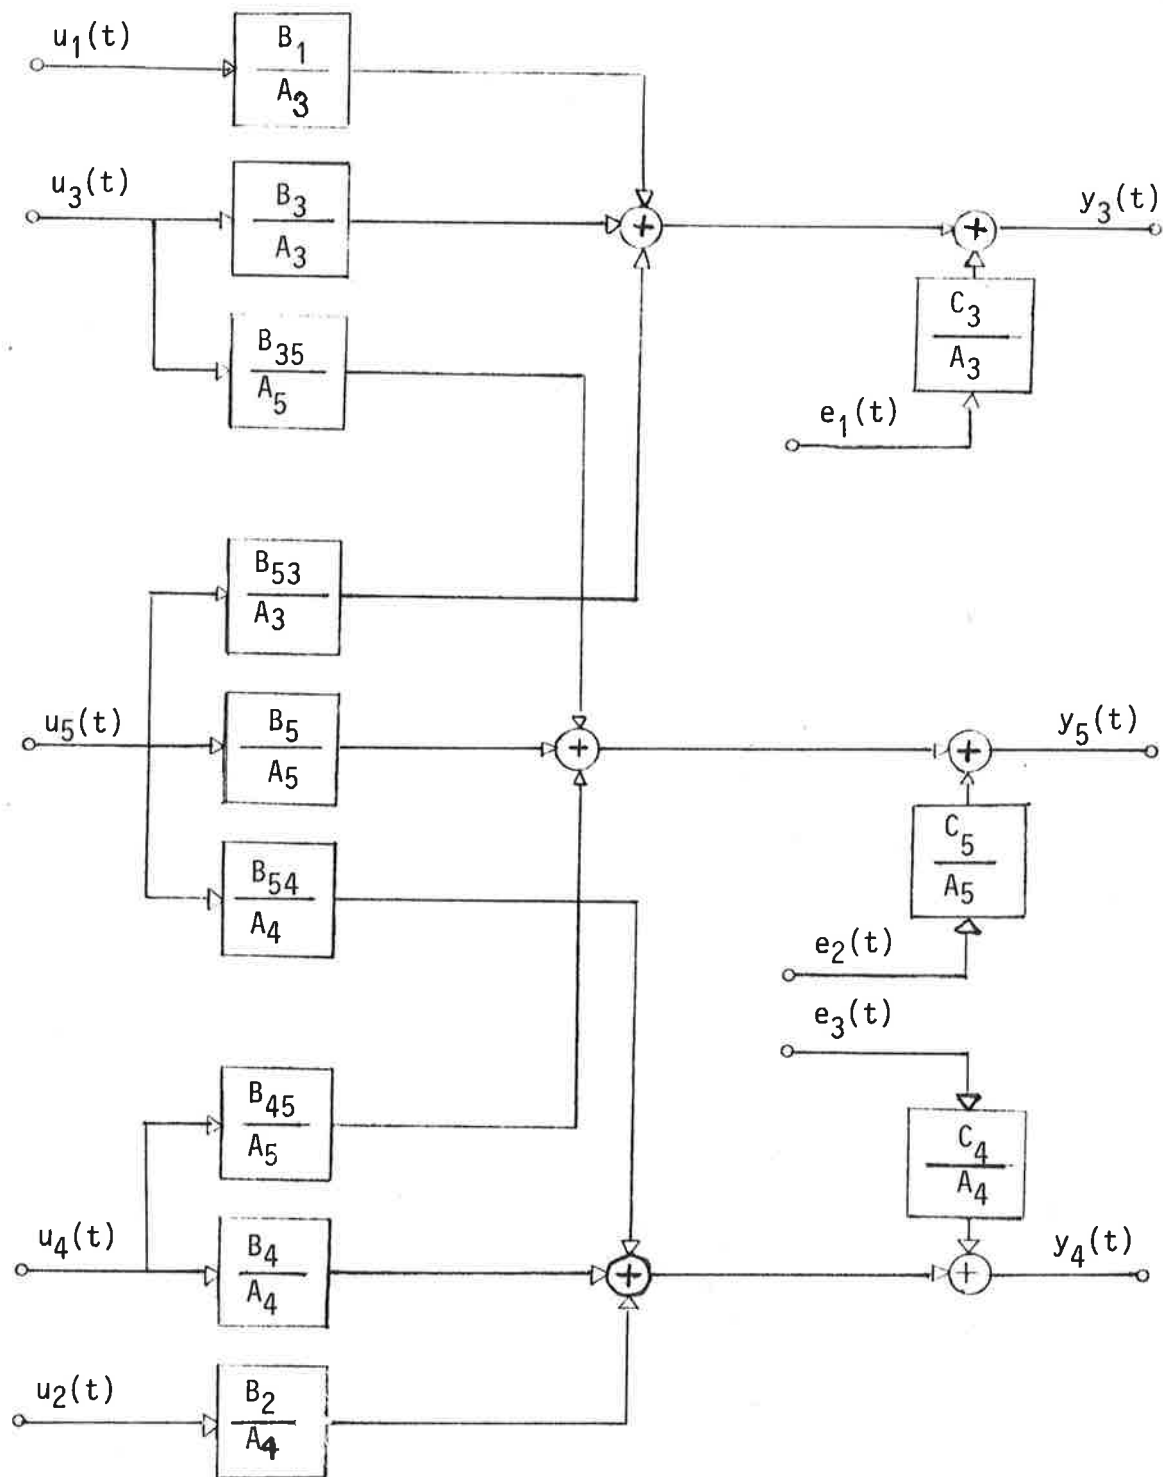 u1(t)
B1
A3
u3(t)
B3
A3
+
+
y3(t)
C3
A3
B35
A5
e1(t)
B53
A3
u5(t)
B5
A5
+
+
y5(t)
C5
A5
B54
A4
e2(t)
e3(t)
B45
A5
C4
A4
u4(t)
B4
A4
+
+
y4(t)
u2(t)
B2
A4